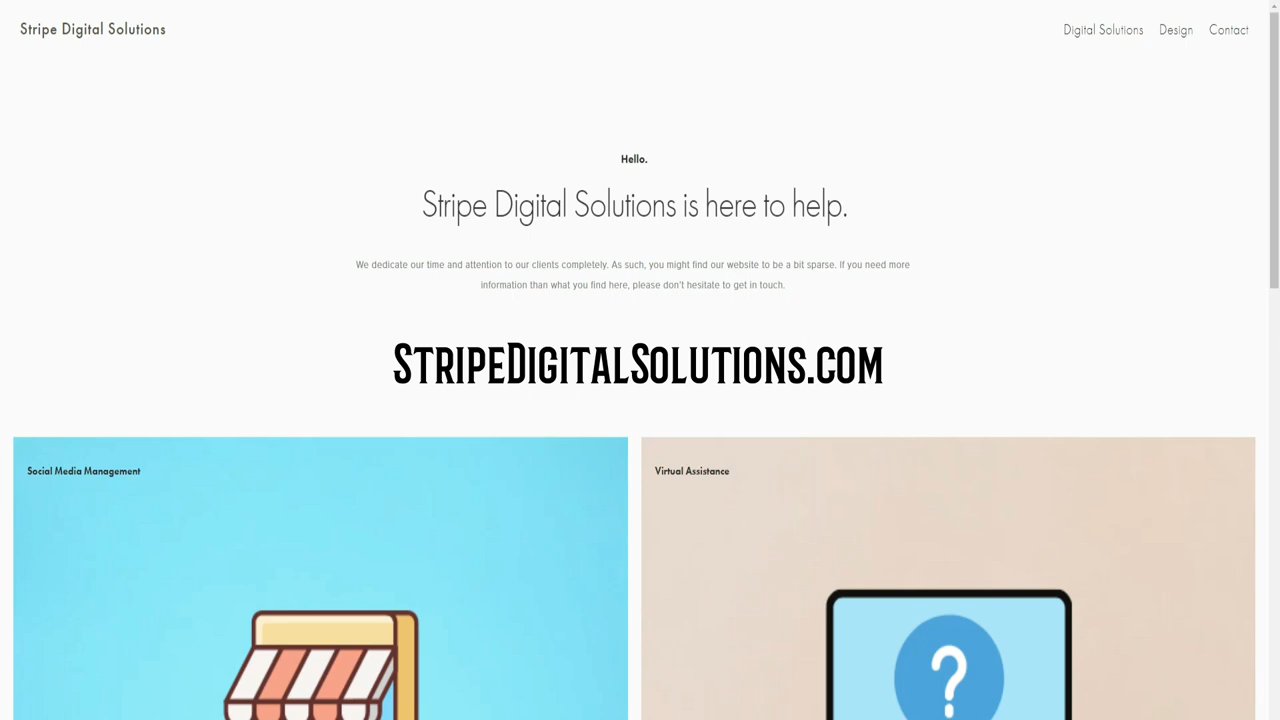 Stripe Digital Solutions
Digital Solutions Design Contact
Hello.
Stripe Digital Solutions is here to help.
We dedicate our time and attention to our clients completely. As such, you might find our website to be a bit sparse. If you need more
information than what you find here, please don't hesitate to get in touch.
StripeDigitalSolutions.com
Social Media Management
Virtual Assistance
?